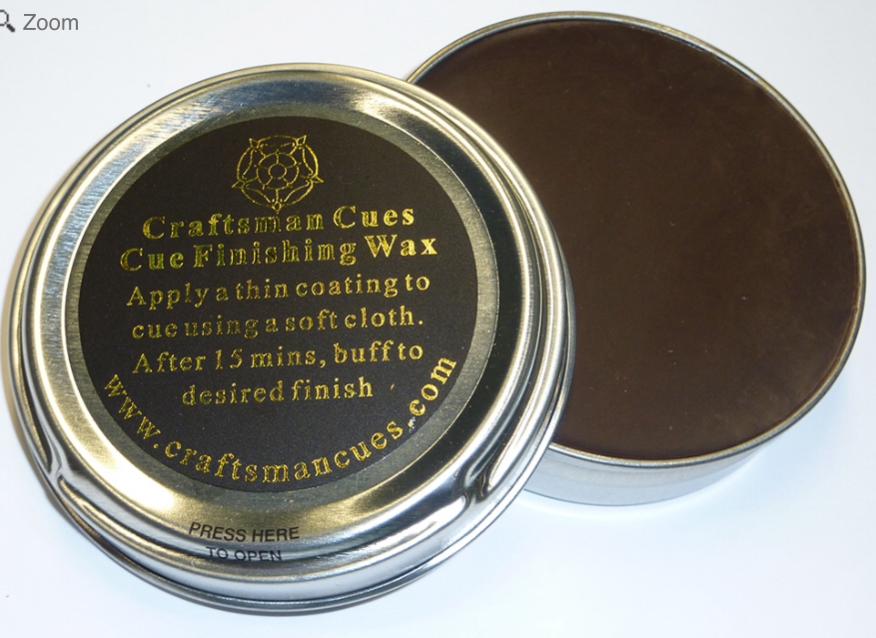 Zoom
Craftsman Cues
Cue Finishing Wax
Apply a thin coating to
cue using a soft cloth.
After 15 mins, buff to
desired finish
www.craftsmancues.com
PRESS HERE
TO OPEN